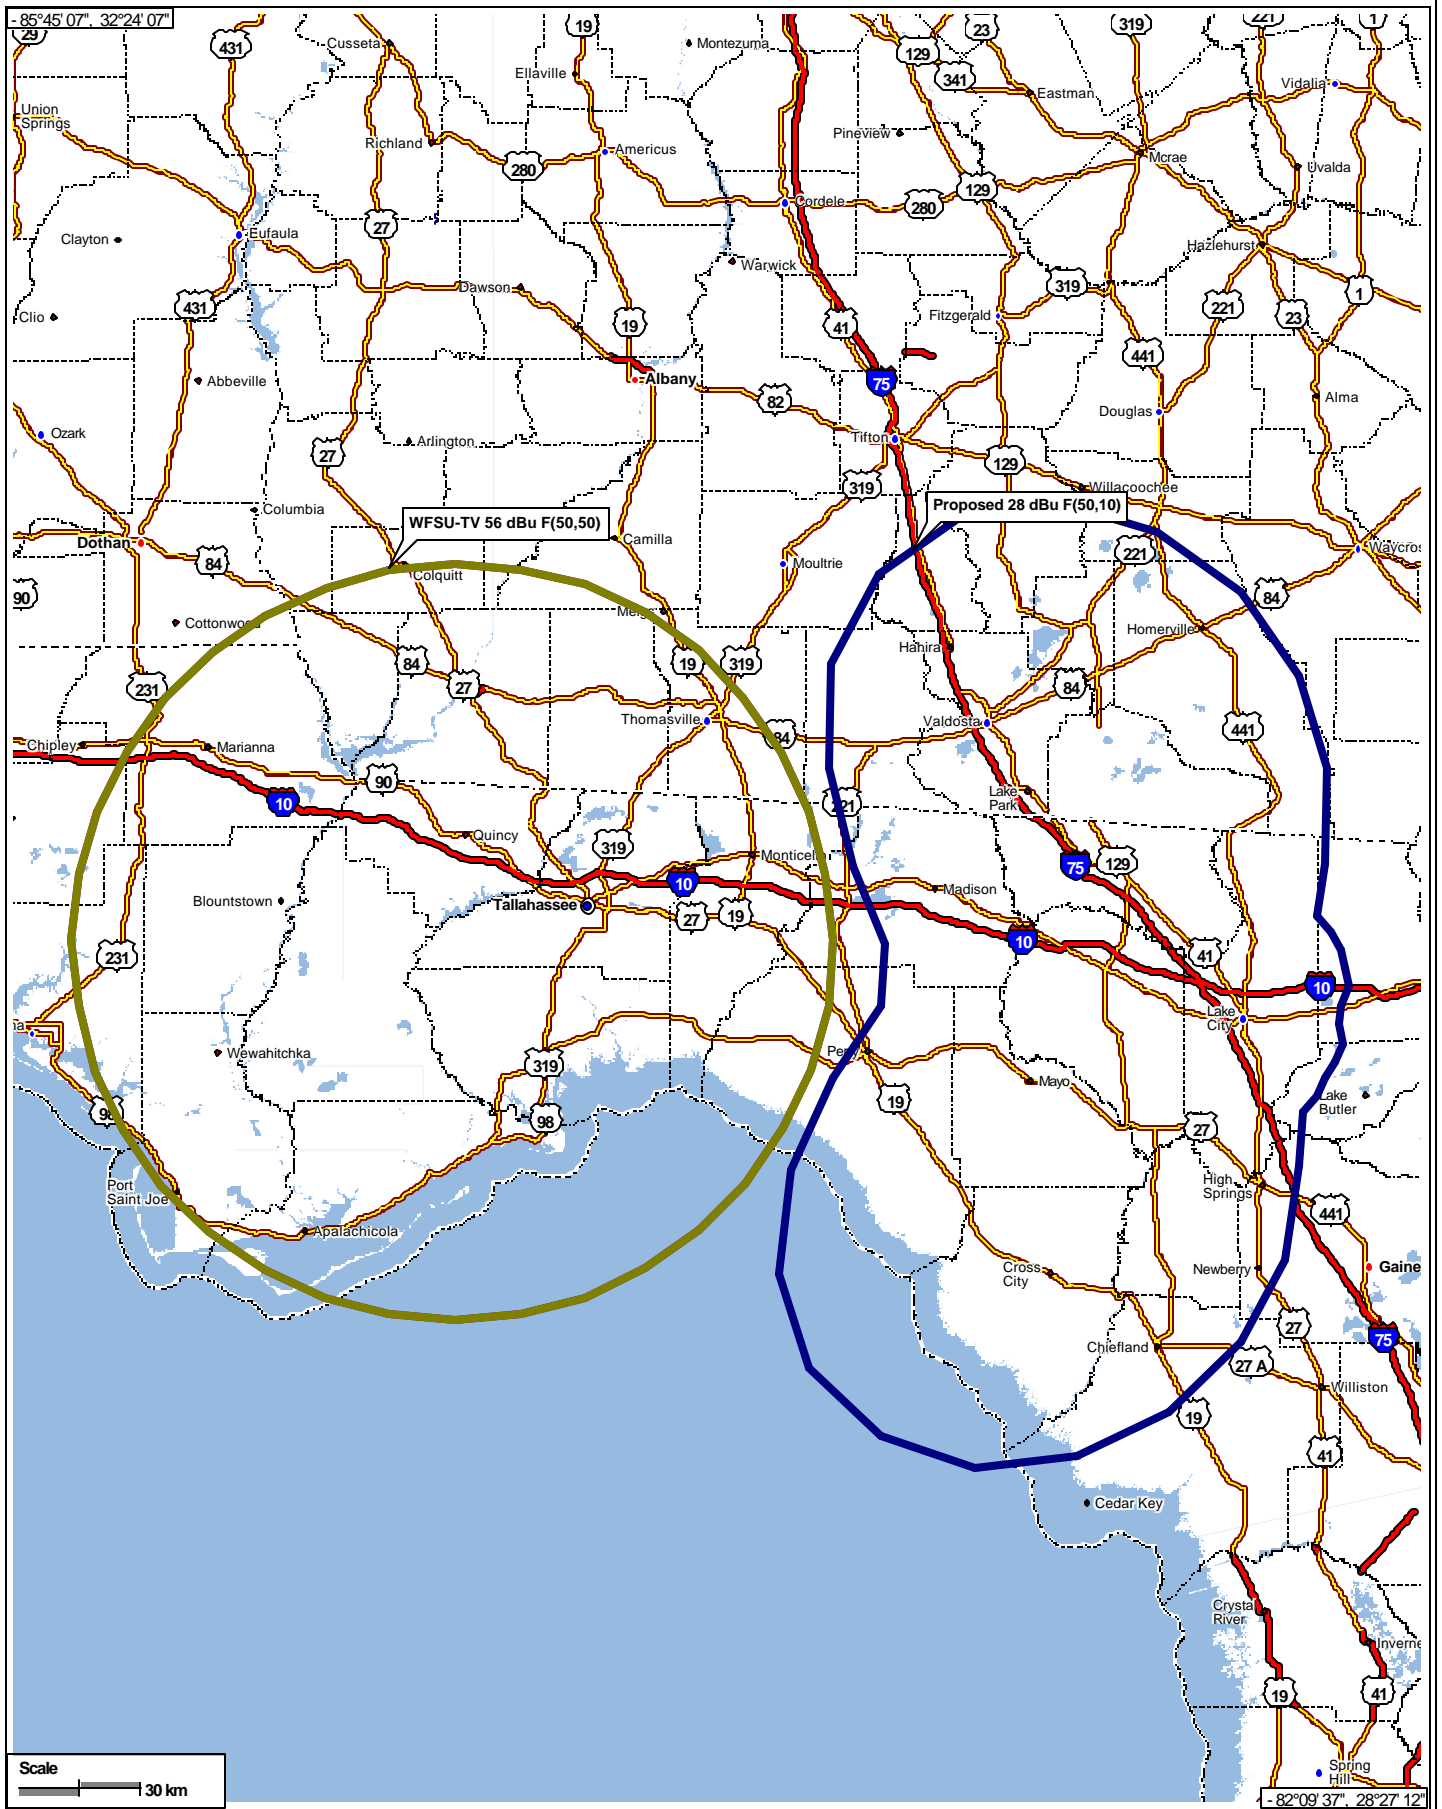 - 85°45' 07", 32°24' 07"
29
431
Cusseta
19
Montezuma
129
23
319
221
1
341
Ellaville
Eastman
Vidalia
Union
Springs
Richland
280
Americus
Pineview
Mcrae
Uvalda
129
Cordele
280
27
Clayton
Eufaula
Hazlehurst
Warwick
431
Dawson
319
221
1
Clio
19
41
Fitzgerald
23
441
Abbeville
Albany
75
82
Douglas
Alma
Ozark
Arlington
Tifton
27
129
319
Willacoochee
Columbia
WFSU-TV 56 dBu F(50,50)
Proposed 28 dBu F(50,10)
Dothan
Camilla
221
84
Colquitt
Moultrie
84
90
Cottonwood
Homerville
Hahira
84
19
319
231
27
84
Thomasville
Valdosta
84
441
Chipley
Marianna
90
10
Lake
Park
221
Quincy
319
Monticello
75
129
10
Madison
Blountstown
Tallahassee
27
19
10
41
231
10
Lake
City
Wewahitchka
319
Perry
Mayo
98
98
19
Lake
Butler
27
Port
Saint Joe
High
Springs
441
Apalachicola
Cross
City
Newberry
27
75
Chiefland
27 A
Williston
19
41
Cedar Key
Crystal
River
19
41
Spring
Hill
Scale
30 km
- 82°09' 37", 28°27' 12"